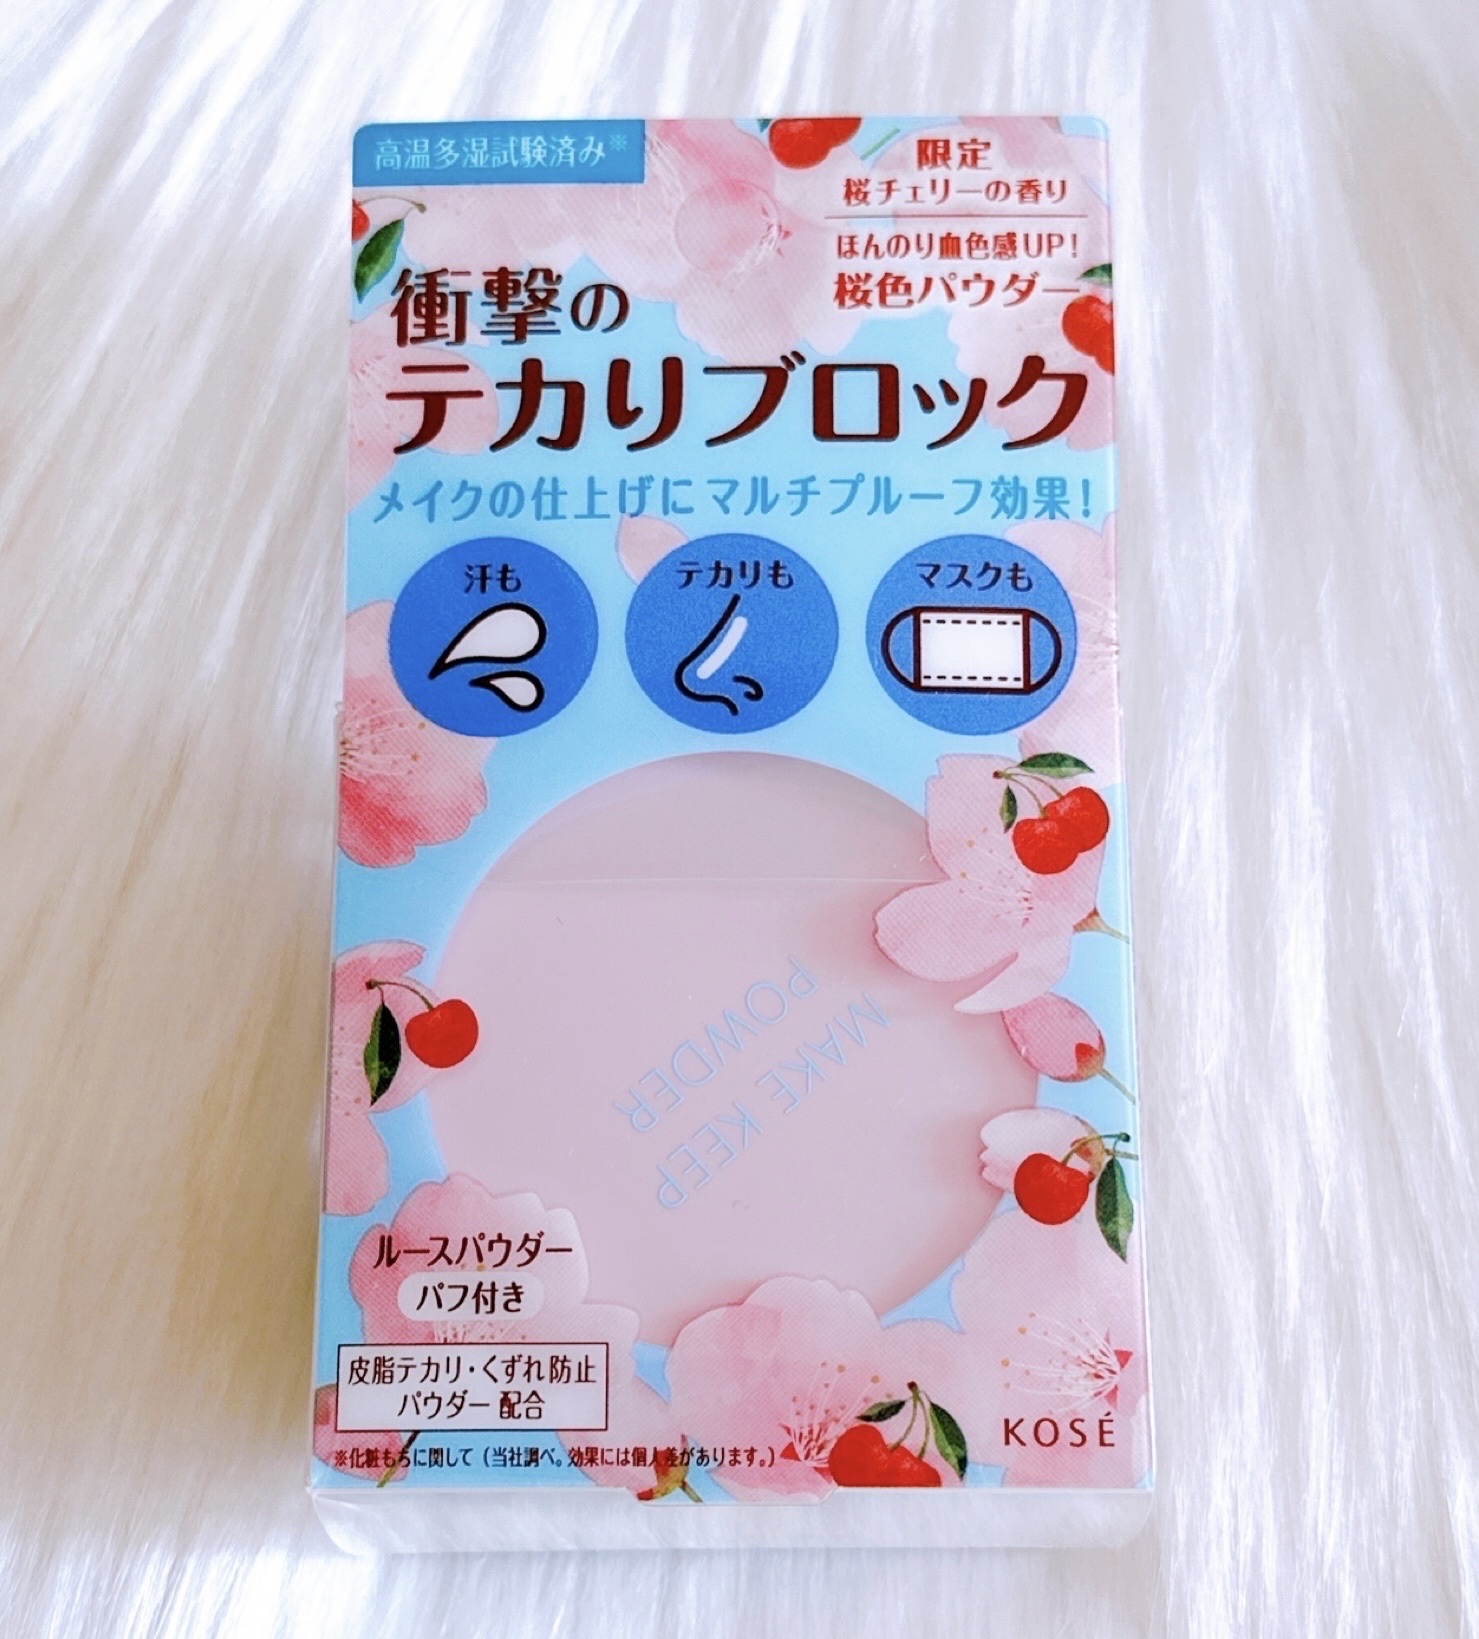 高温多湿試験済み※
限定
桜チェリーの香り
ほんのり血色感UP!
桜色パウダー
衝撃の
テカリブロック
メイクの仕上げにマルチプルーフ効果!
汗も
テカリも
マスクも
MAKE KEEP
POWDER
ルースパウダー
パフ付き
皮脂テカリ・くずれ防止
パウダー 配合
KOSÉ
※化粧もちに関して(当社調べ。効果には個人差があります。)